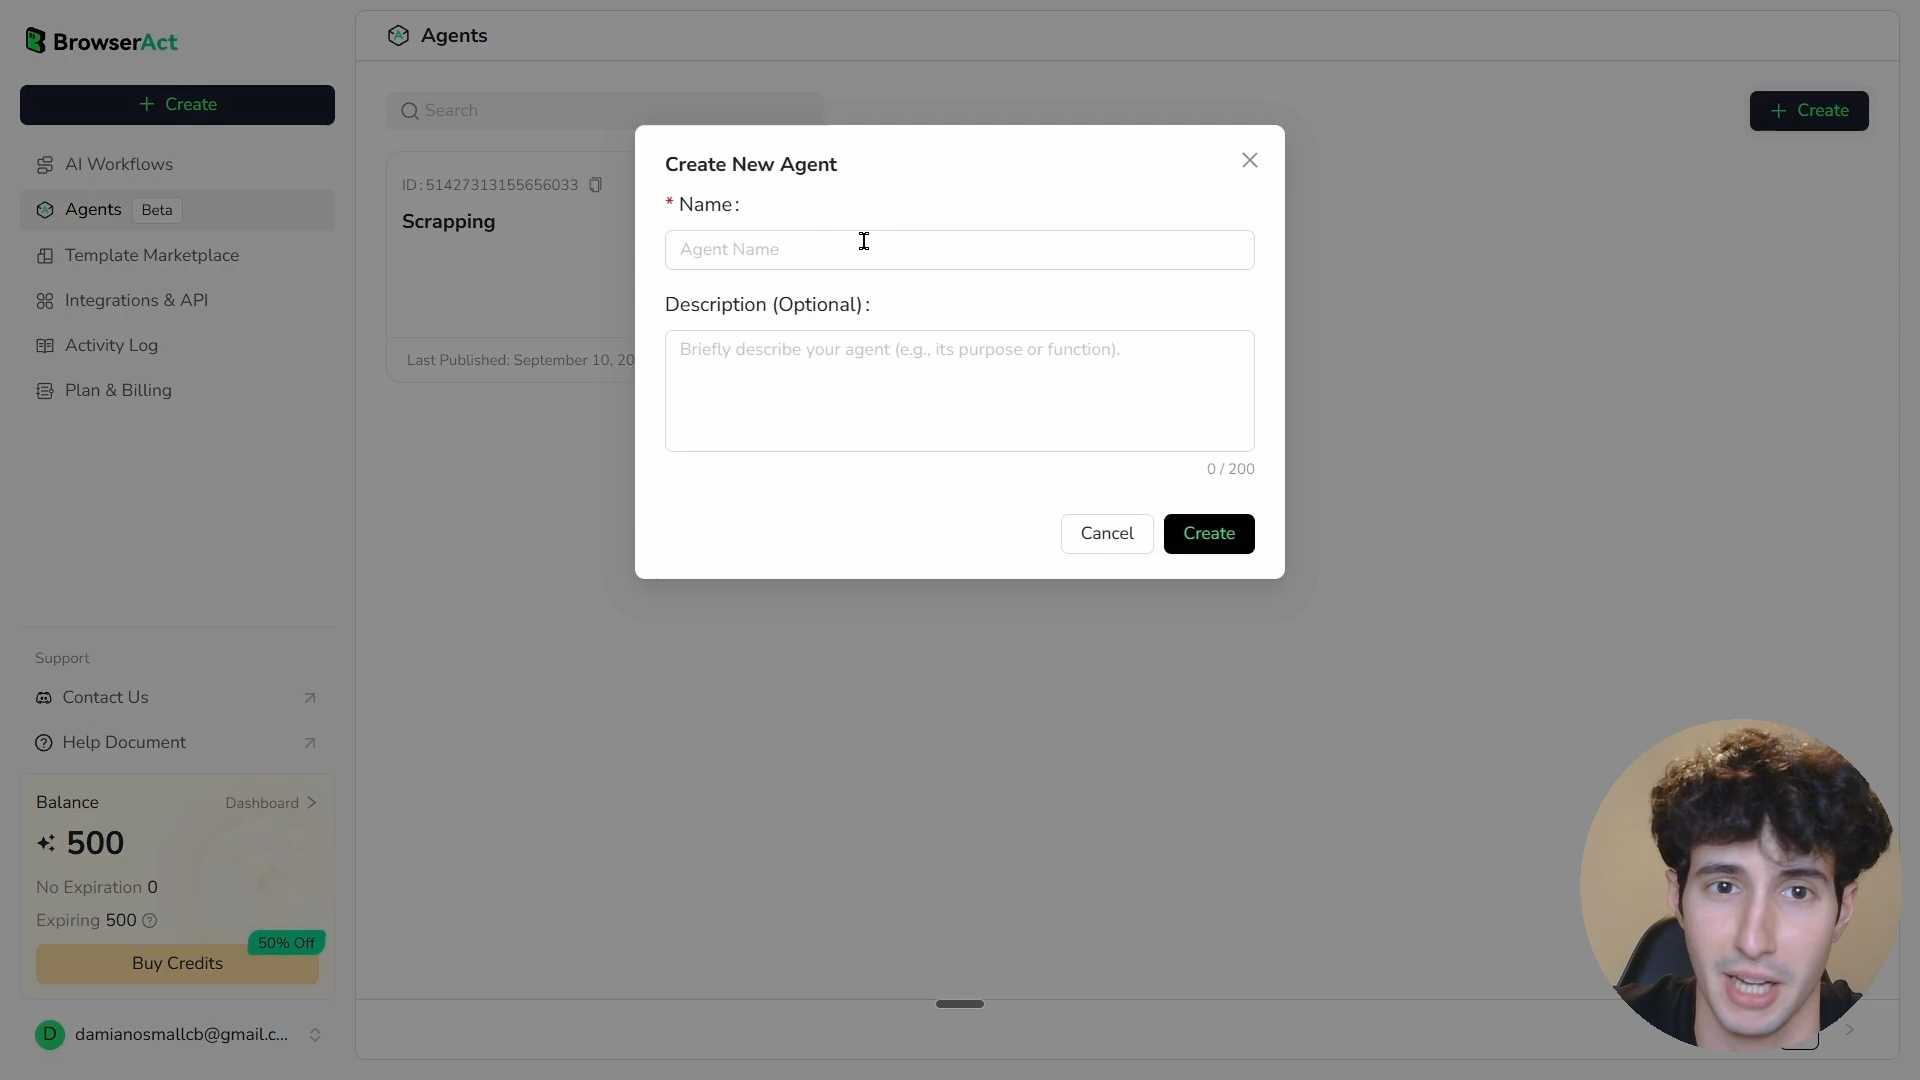 BrowserAct
+ Create
AI Workflows
Agents Beta
Template Marketplace
Integrations & API
Activity Log
Plan & Billing
Support
Contact Us
Help Document
Balance Dashboard
500
No Expiration 0
Expiring 500
50% Off
Buy Credits
D damianosmallcb@gmail.c...
Agents
Search
+ Create
ID: 51427313155656033
Scrapping
Last Published: September 10, 20
Create New Agent
* Name:
Agent Name
Description (Optional):
Briefly describe your agent (e.g., its purpose or function).
0 / 200
Cancel
Create